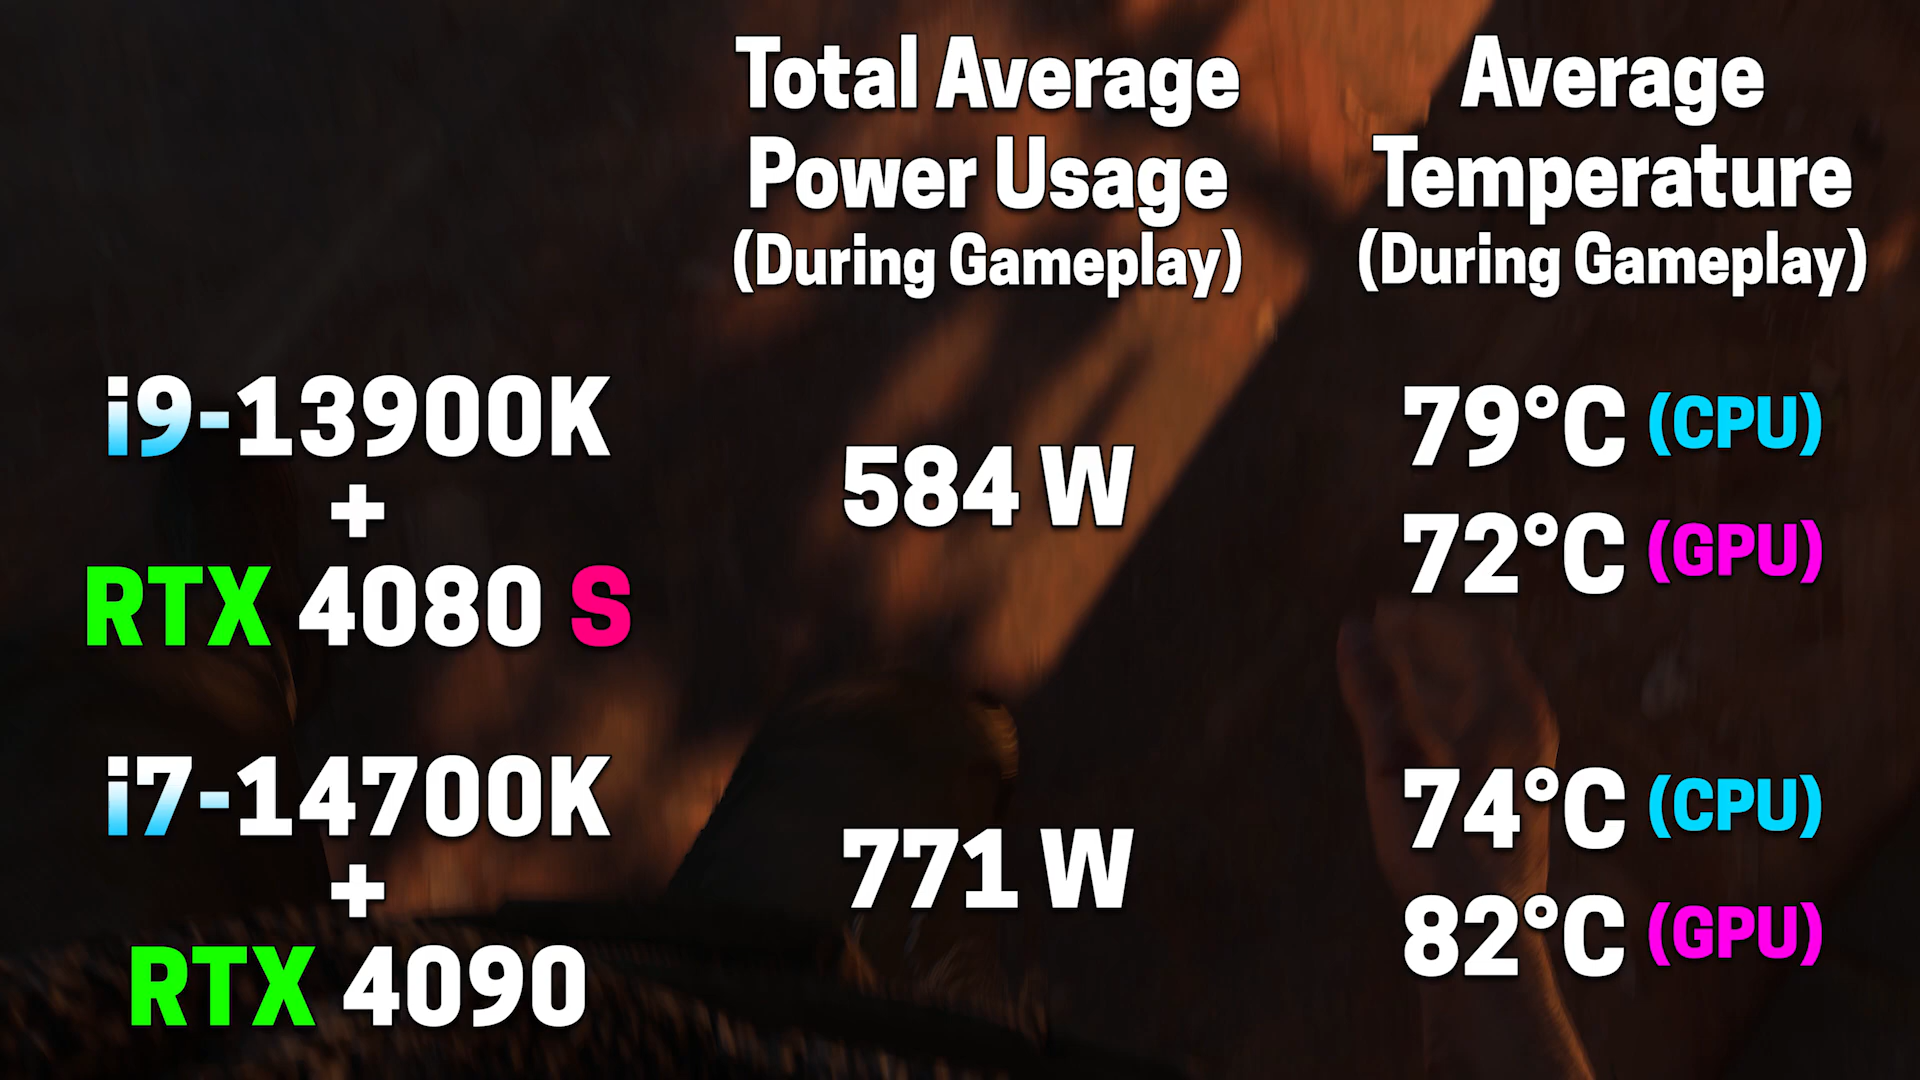 Total Average
Power Usage
(During Gameplay)
Average
Temperature
(During Gameplay)
i9-13900K
+
RTX 4080 S
584 W
79°C (CPU)
72°C (GPU)
i7-14700K
+
RTX 4090
771 W
74°C (CPU)
82°C (GPU)